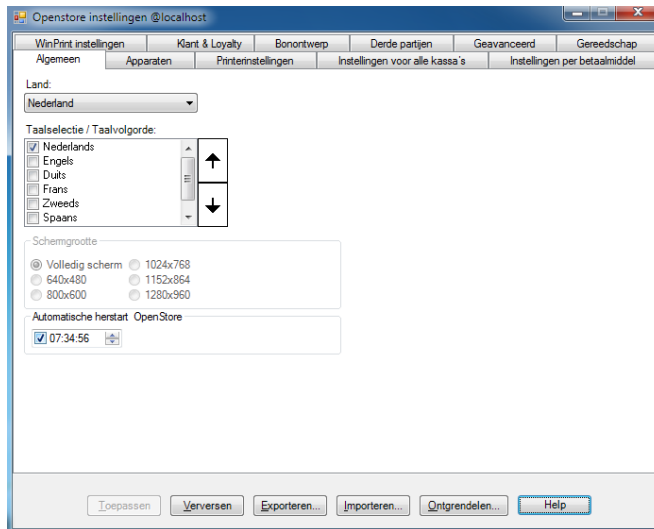 Openstore instellingen @localhost
WinPrint instellingen Klant & Loyalty Bonontwerp Derde partijen Geavanceerd Gereedschap
Algemeen Apparaten Printerinstellingen Instellingen voor alle kassa´s Instellingen per betaalmiddel
Land:
Nederland
Taalselectie / Taalvolgorde:
Nederlands
Engels
Duits
Frans
Zweeds
Spaans
Schermgrootte
Volledig scherm 1024x768
640x480 1152x864
800x600 1280x960
Automatische herstart OpenStore
07:34:56
Toepassen Verversen Exporteren... Importeren... Ontgrendelen... Help